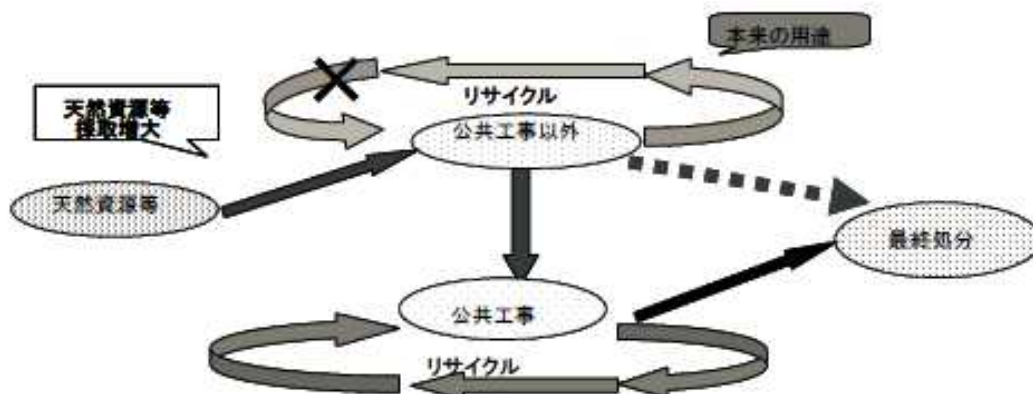 本来の用途
天然資源等
採取増大
リサイクル
公共工事以外
天然資源等
最終処分
公共工事
リサイクル